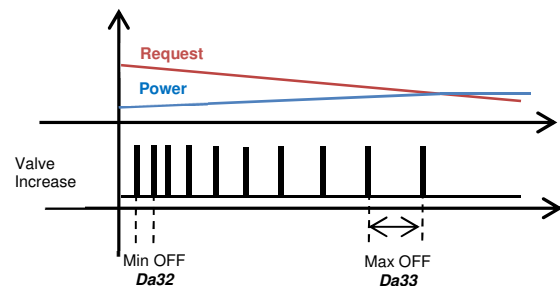 Request
Power
Valve
Increase
Min OFF
Da32
Max OFF
Da33